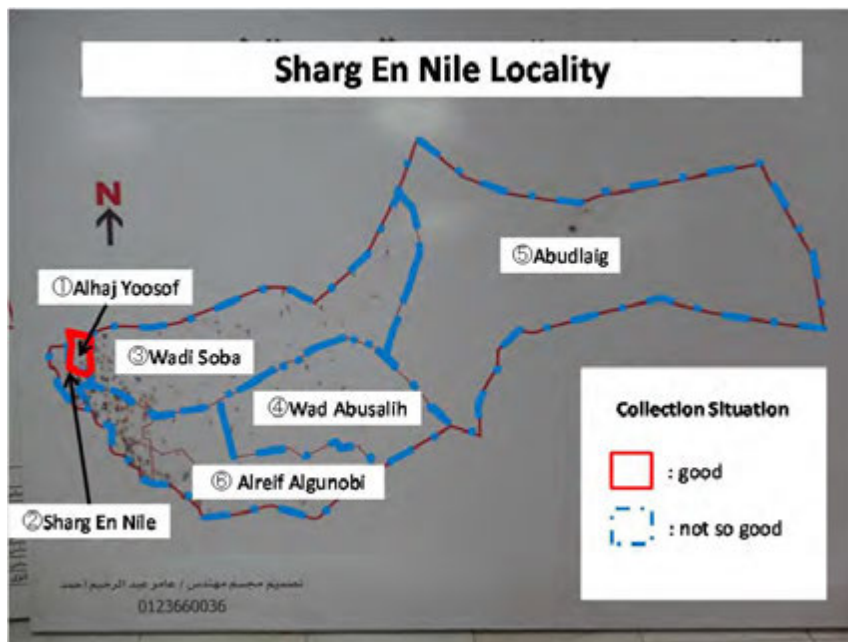 Sharg En Nile Locality
N
①Alhaj Yoosof
⑤Abudlaig
③Wadi Soba
④Wad Abusalih
⑥ Alreif Algunobi
②Sharg En Nile
Collection Situation
: good
: not so good
تصميم مجسم مهندس / عامر عبد الرحيم احمد
0123660036